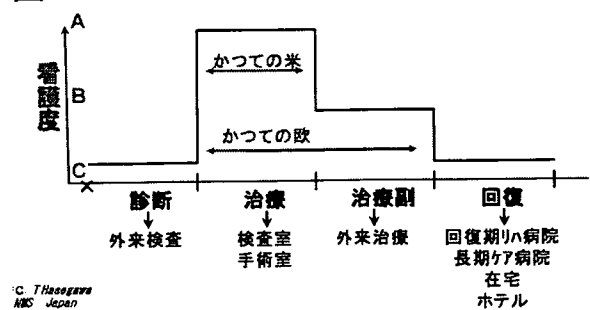 A
看護度
B
C
かつての米
かつての欧
診断
治療
治療副
回復
外来検査
検査室
手術室
外来治療
回復期リハ病院
長期ケア病院
在宅
ホテル
C THasegawa
NMS Japan